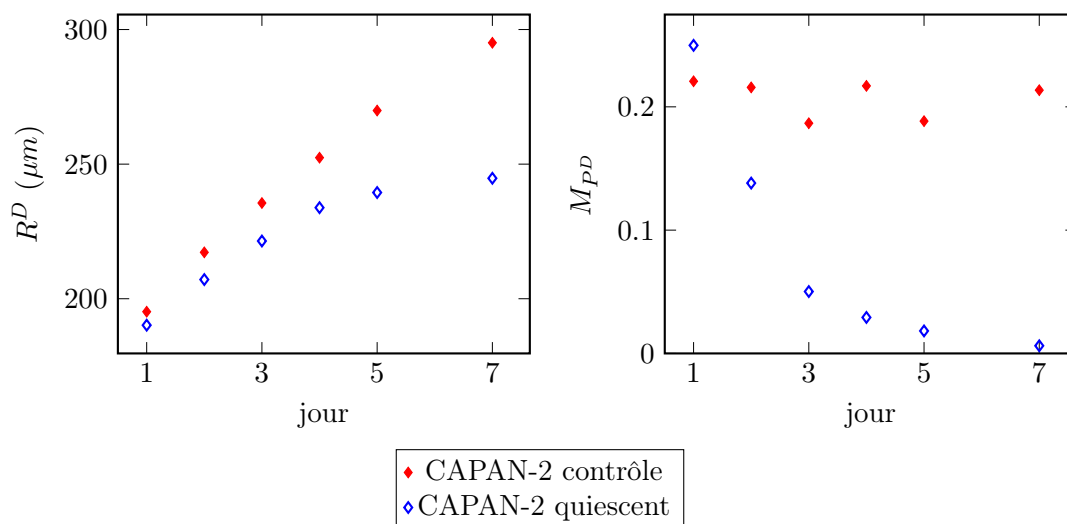 300
250
200
R^D (μm)
1 3 5 7
jour
0.2
0.1
0
M_{P^D}
1 3 5 7
jour
CAPAN-2 contrôle
CAPAN-2 quiescent